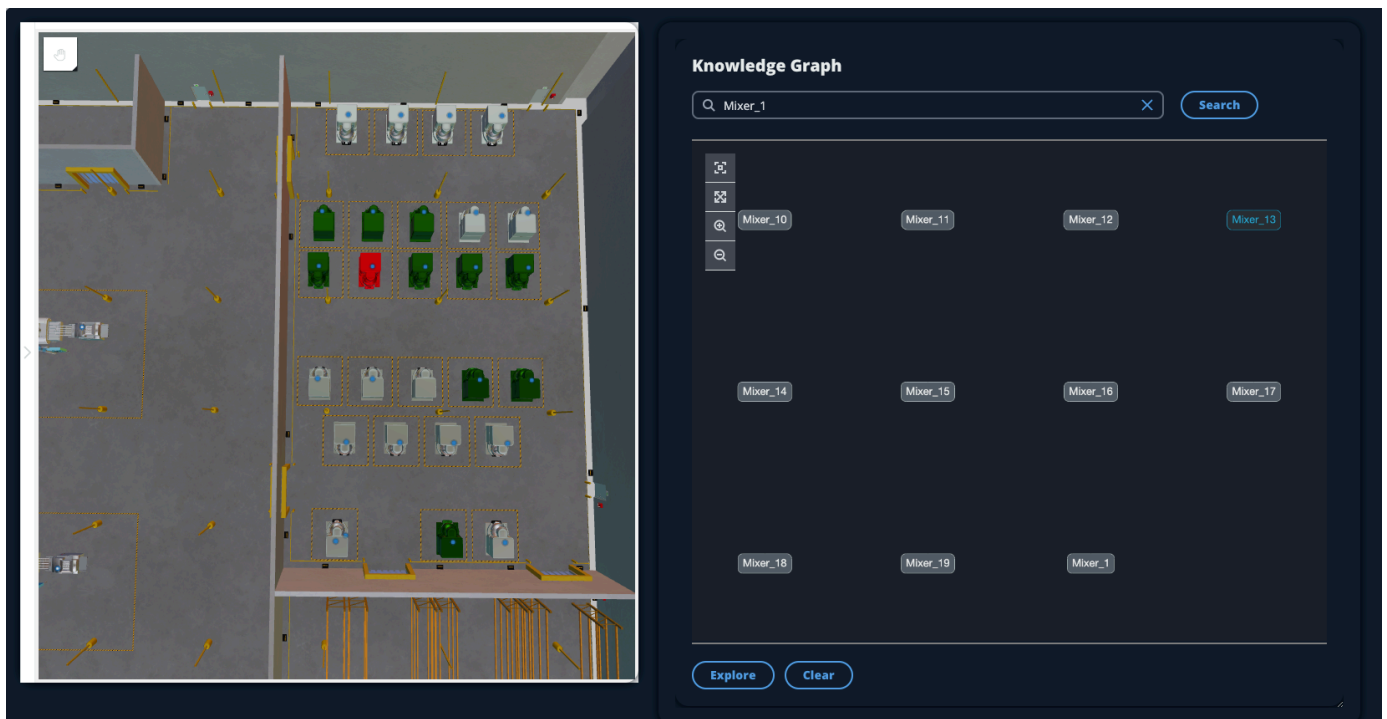 Knowledge Graph
Mixer_1
Search
Mixer_10 Mixer_11 Mixer_12 Mixer_13
Mixer_14 Mixer_15 Mixer_16 Mixer_17
Mixer_18 Mixer_19 Mixer_1
Explore Clear